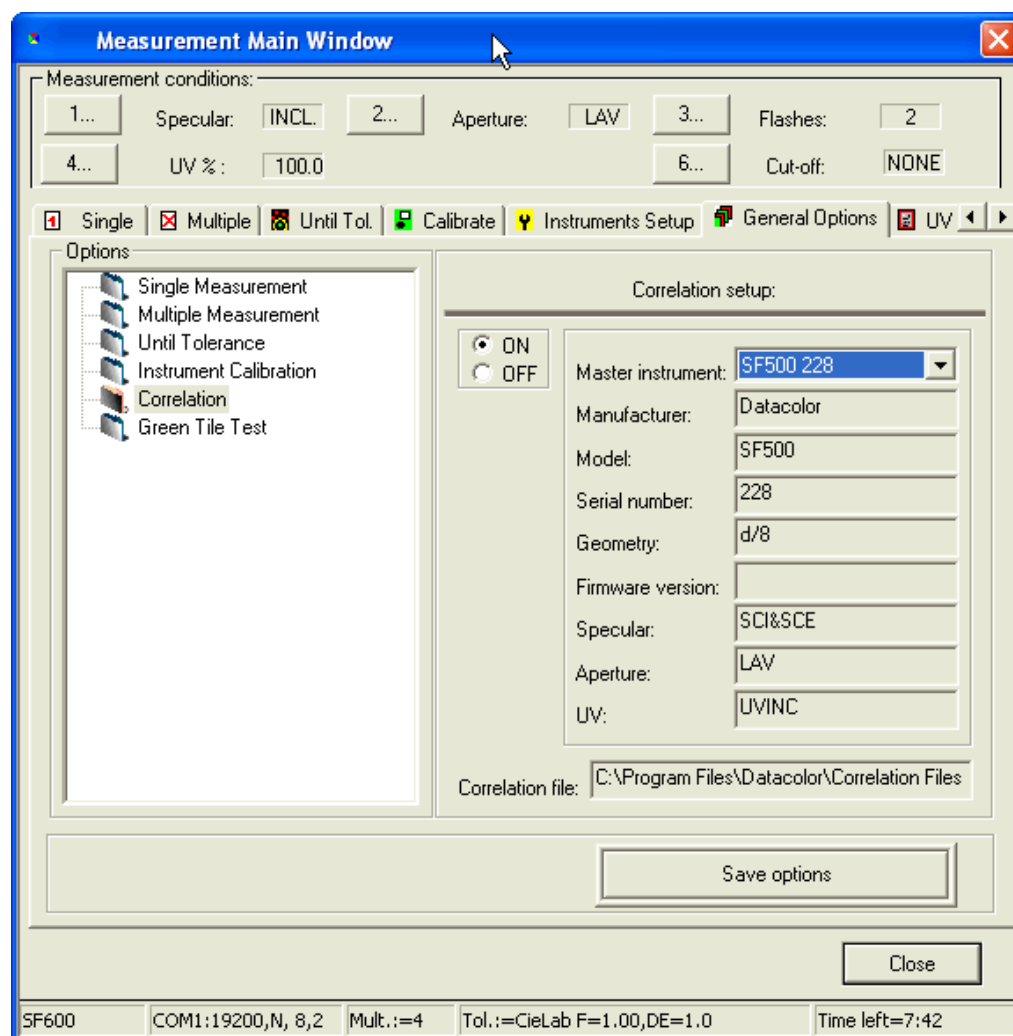 Measurement Main Window
Measurement conditions:
1... Specular: INCL. 2... Aperture: LAV 3... Flashes: 2
4... UV % : 100.0 6... Cut-off: NONE
1 Single Multiple Until Tol. Calibrate Instruments Setup General Options UV
Options
Single Measurement
Multiple Measurement
Until Tolerance
Instrument Calibration
Correlation
Green Tile Test
Correlation setup:
ON
OFF
Master instrument: SF500 228
Manufacturer: Datacolor
Model: SF500
Serial number: 228
Geometry: d/8
Firmware version:
Specular: SCI&SCE
Aperture: LAV
UV: UVINC
Correlation file: C:\Program Files\Datacolor\Correlation Files
Save options
Close
SF600 COM1:19200,N, 8,2 Mult.:=4 Tol.:=CieLab F=1.00,DE=1.0 Time left=7:42